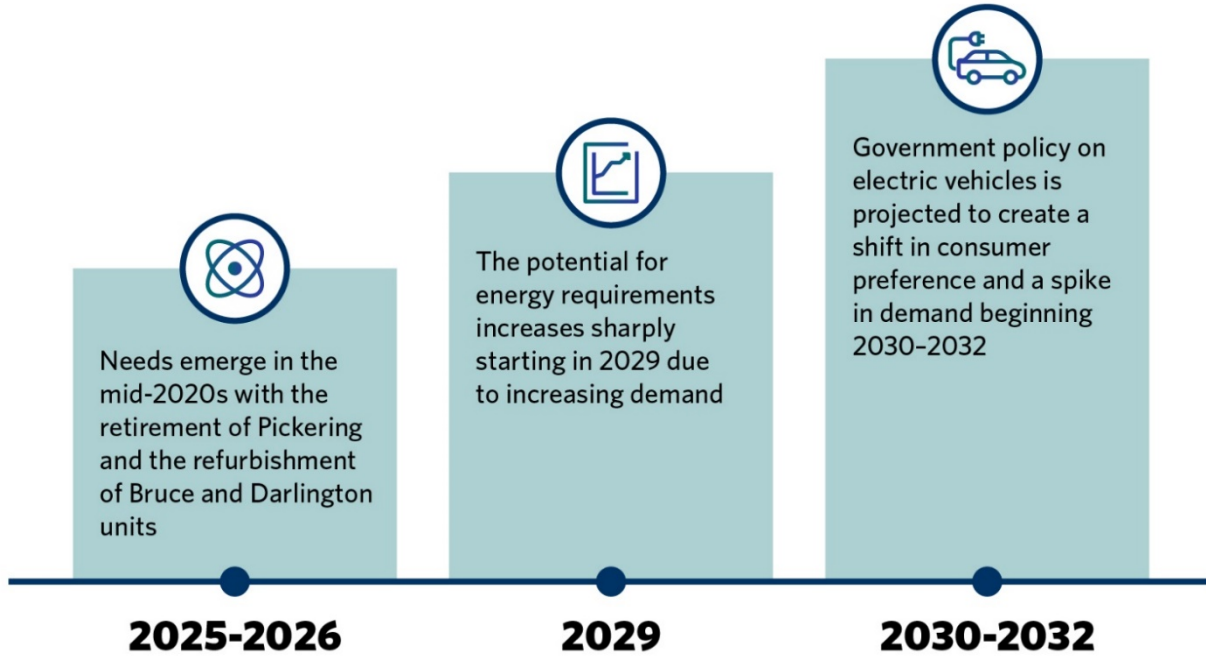 Needs emerge in the
mid-2020s with the
retirement of Pickering
and the refurbishment
of Bruce and Darlington
units
2025-2026
The potential for
energy requirements
increases sharply
starting in 2029 due
to increasing demand
2029
Government policy on
electric vehicles is
projected to create a
shift in consumer
preference and a spike
in demand beginning
2030–2032
2030-2032